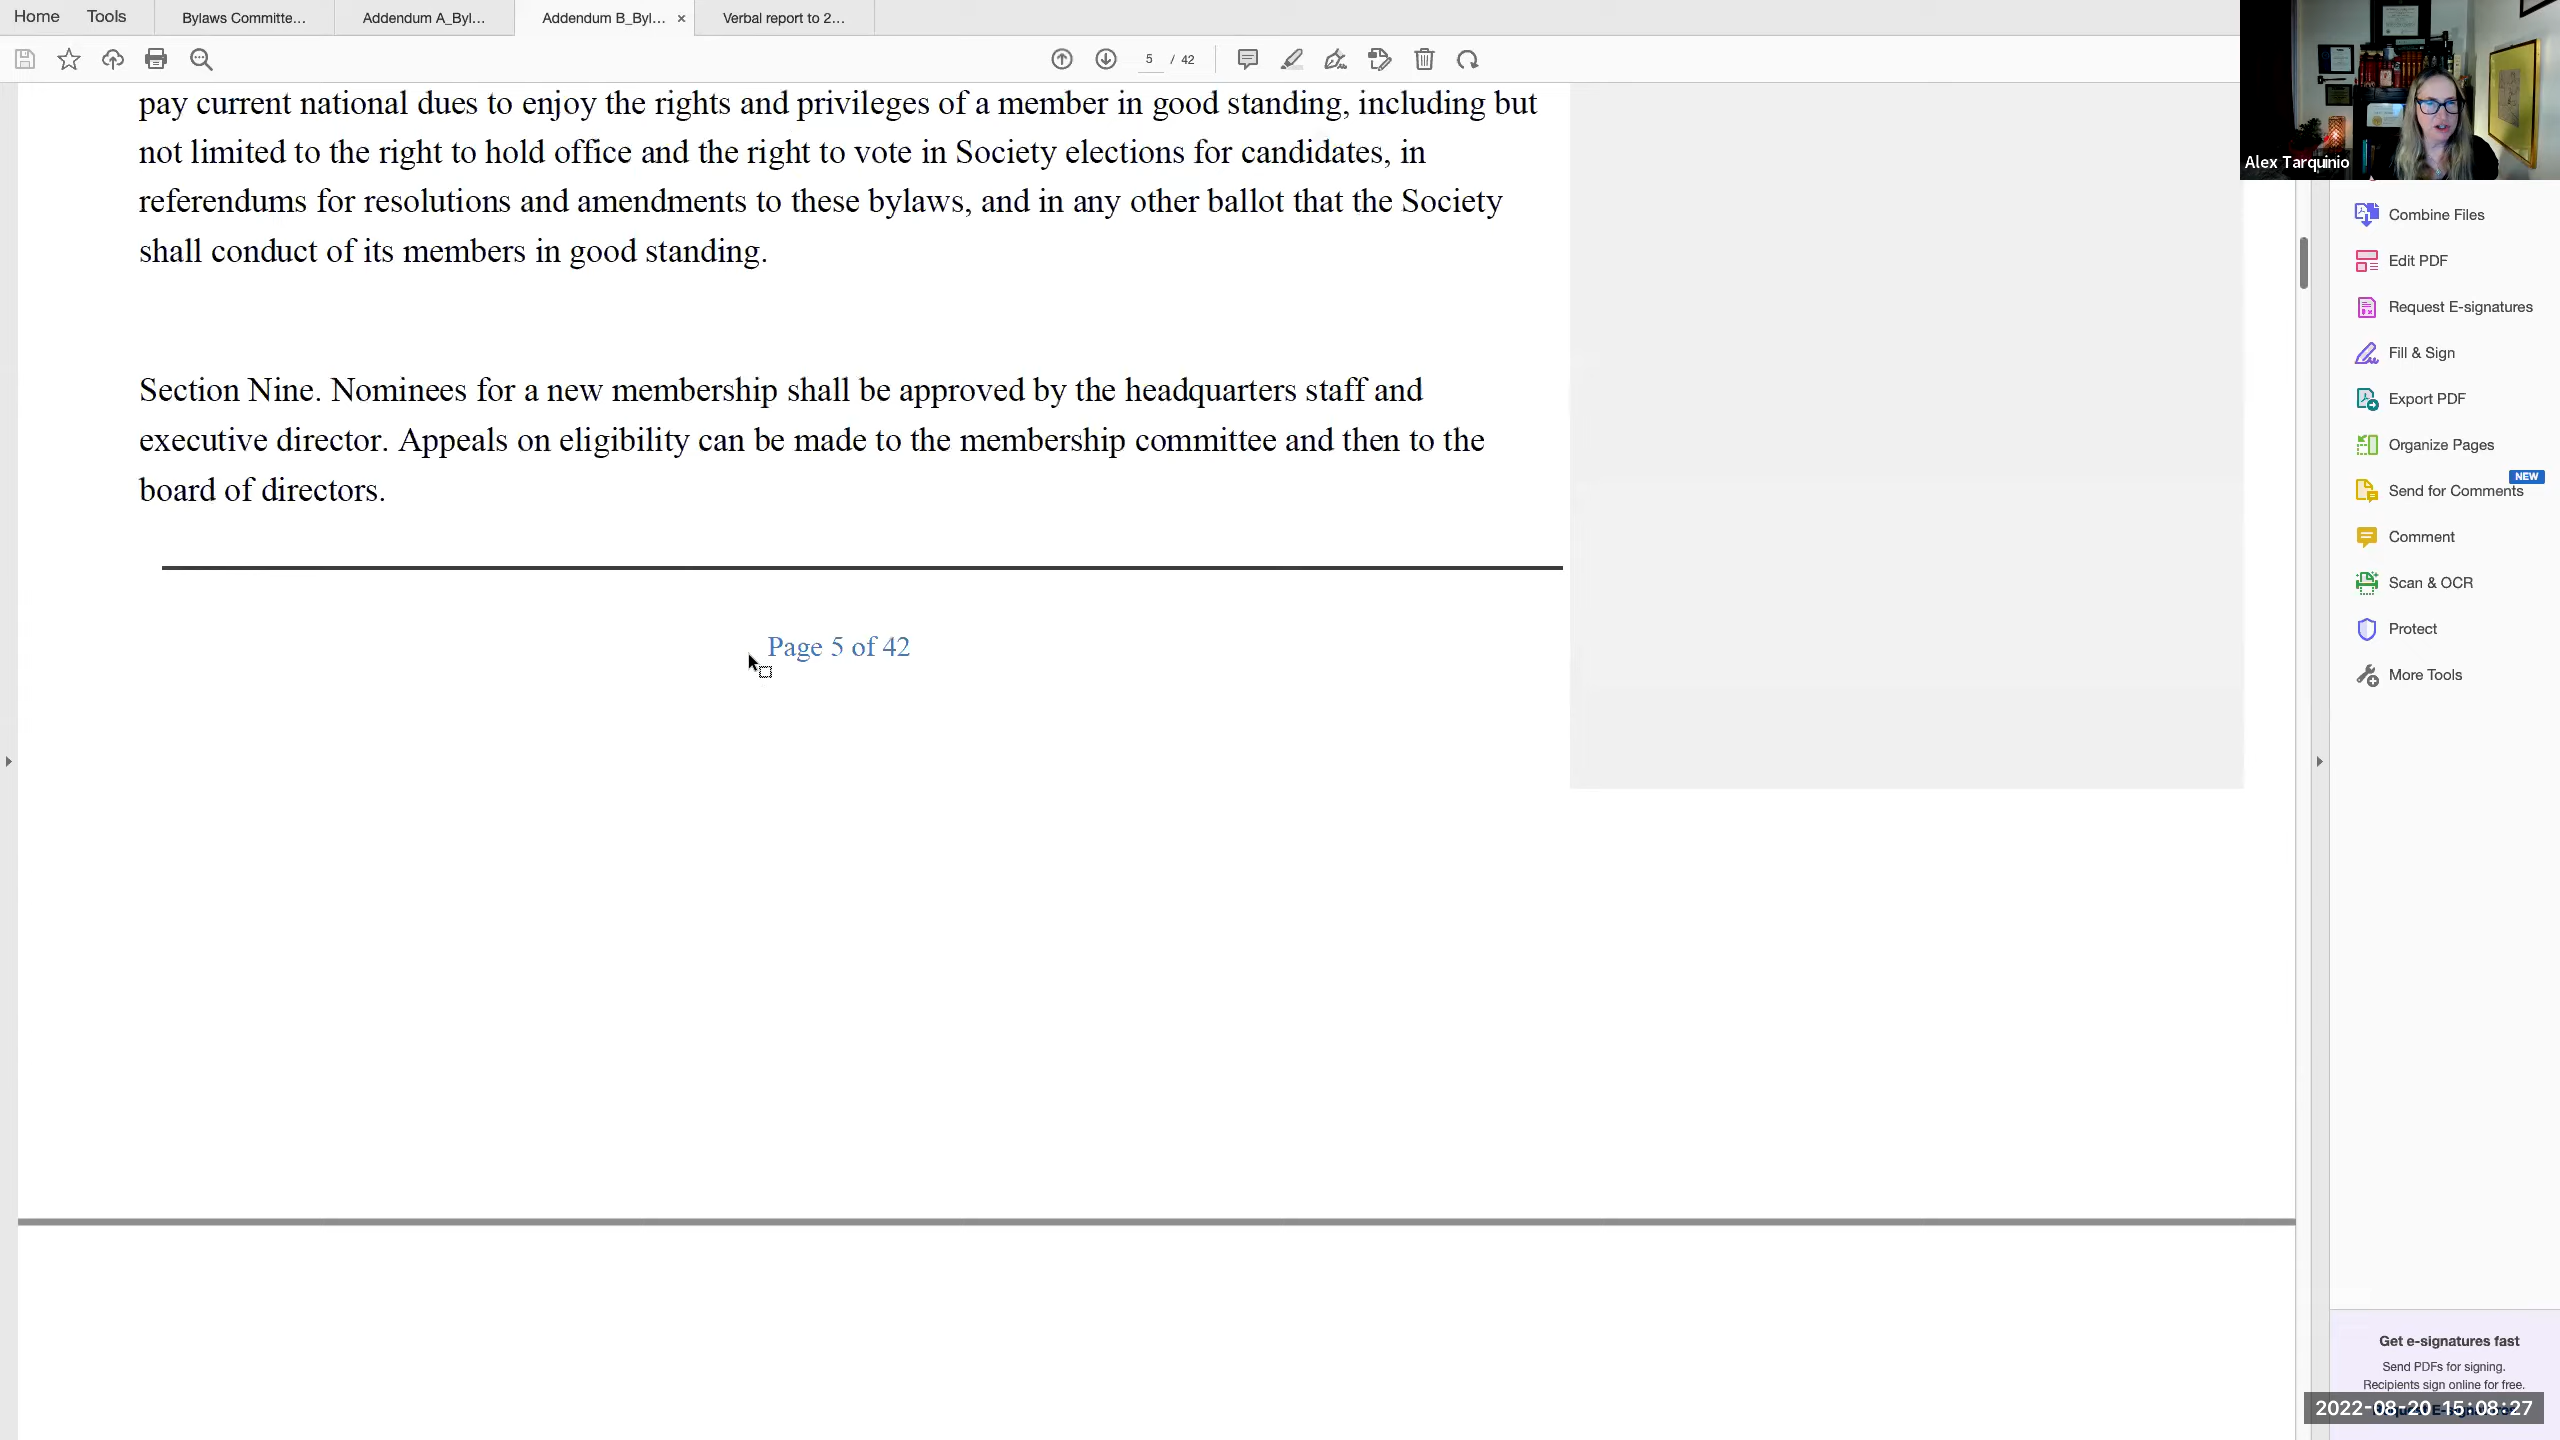 Home
Tools
Bylaws Committe...
Addendum A_Byl...
Addendum B_Byl...
Verbal report to 2...
5 / 42
Alex Tarquinio
pay current national dues to enjoy the rights and privileges of a member in good standing, including but
not limited to the right to hold office and the right to vote in Society elections for candidates, in
referendums for resolutions and amendments to these bylaws, and in any other ballot that the Society
shall conduct of its members in good standing.
Section Nine. Nominees for a new membership shall be approved by the headquarters staff and
executive director. Appeals on eligibility can be made to the membership committee and then to the
board of directors.
Page 5 of 42
Combine Files
Edit PDF
Request E-signatures
Fill & Sign
Export PDF
Organize Pages
NEW
Send for Comments
Comment
Scan & OCR
Protect
More Tools
Get e-signatures fast
Send PDFs for signing.
Recipients sign online for free.
2022-08-20 15:08:27